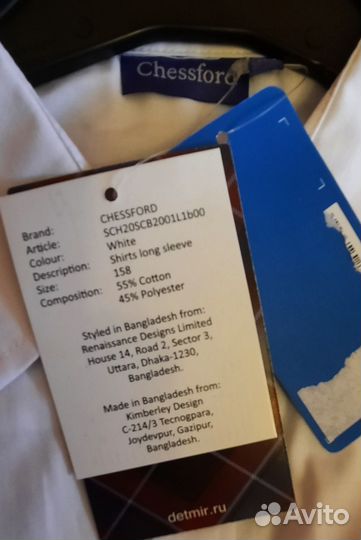 Chessford
Brand: CHESSFORD
Article: SCH20SCB2001L1b00
Colour: White
Description: Shirts long sleeve
Size: 158
Composition: 55% Cotton
45% Polyester
Styled in Bangladesh from:
Renaissance Designs Limited
House 14, Road 2, Sector 3,
Uttara, Dhaka-1230,
Bangladesh.
Made in Bangladesh from:
Kimberley Design
C-214/3 Tecnogpara,
Joydevpur, Gazipur,
Bangladesh.
detmir.ru
Avito